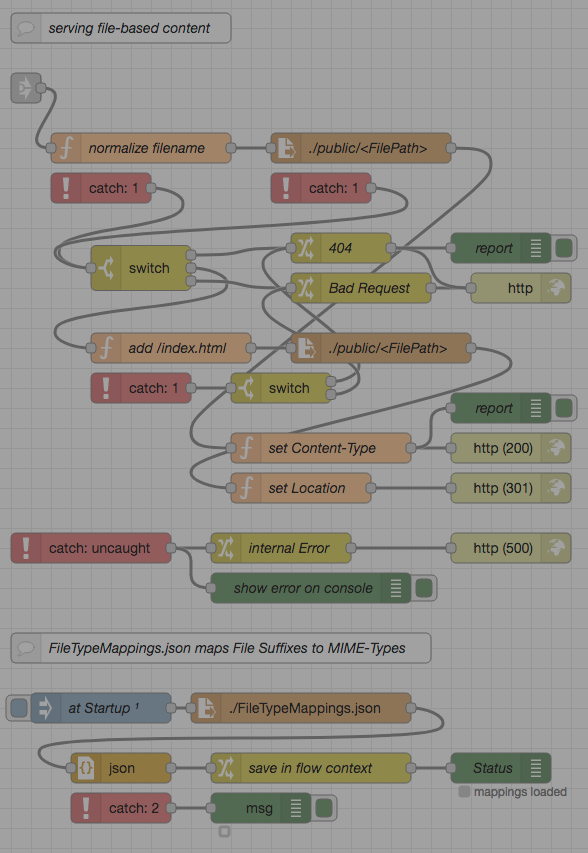 serving file-based content
normalize filename
./public/<FilePath>
catch: 1
catch: 1
switch
404
report
Bad Request
http
add /index.html
./public/<FilePath>
catch: 1
switch
report
set Content-Type
http (200)
set Location
http (301)
catch: uncaught
internal Error
http (500)
show error on console
FileTypeMappings.json maps File Suffixes to MIME-Types
at Startup ¹
./FileTypeMappings.json
json
save in flow context
Status
mappings loaded
catch: 2
msg